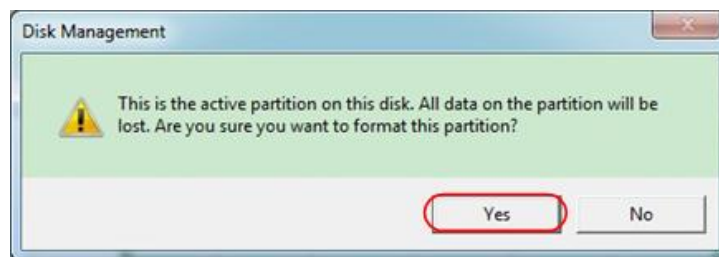 Disk Management
This is the active partition on this disk. All data on the partition will be
lost. Are you sure you want to format this partition?
Yes No